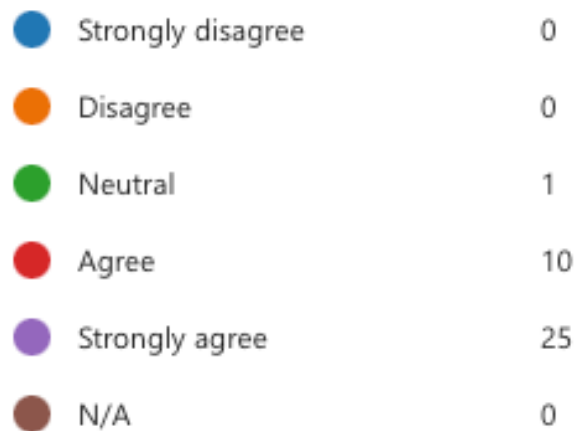 Strongly disagree 0
Disagree 0
Neutral 1
Agree 10
Strongly agree 25
N/A 0